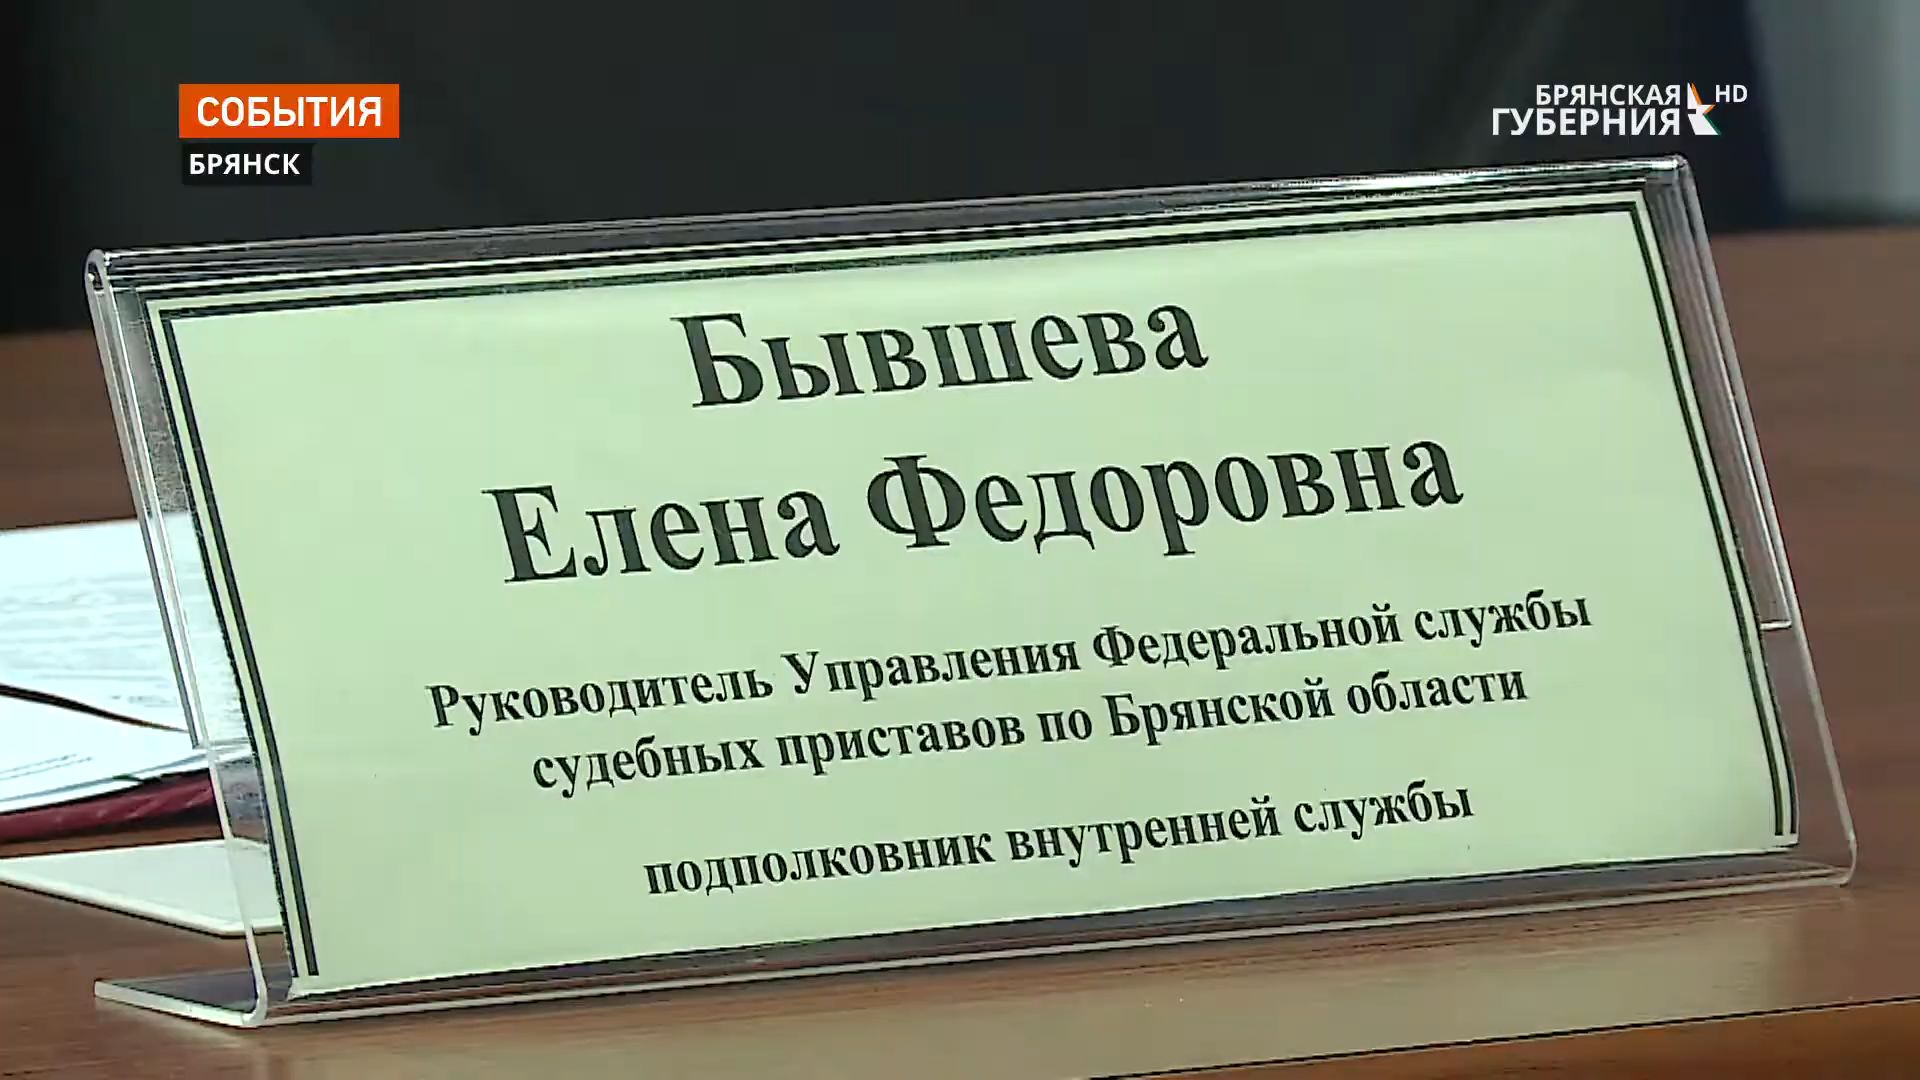 СОБЫТИЯ
БРЯНСК
БРЯНСКАЯ HD
ГУБЕРНИЯ
Бывшева
Елена Федоровна
Руководитель Управления Федеральной службы
судебных приставов по Брянской области
подполковник внутренней службы